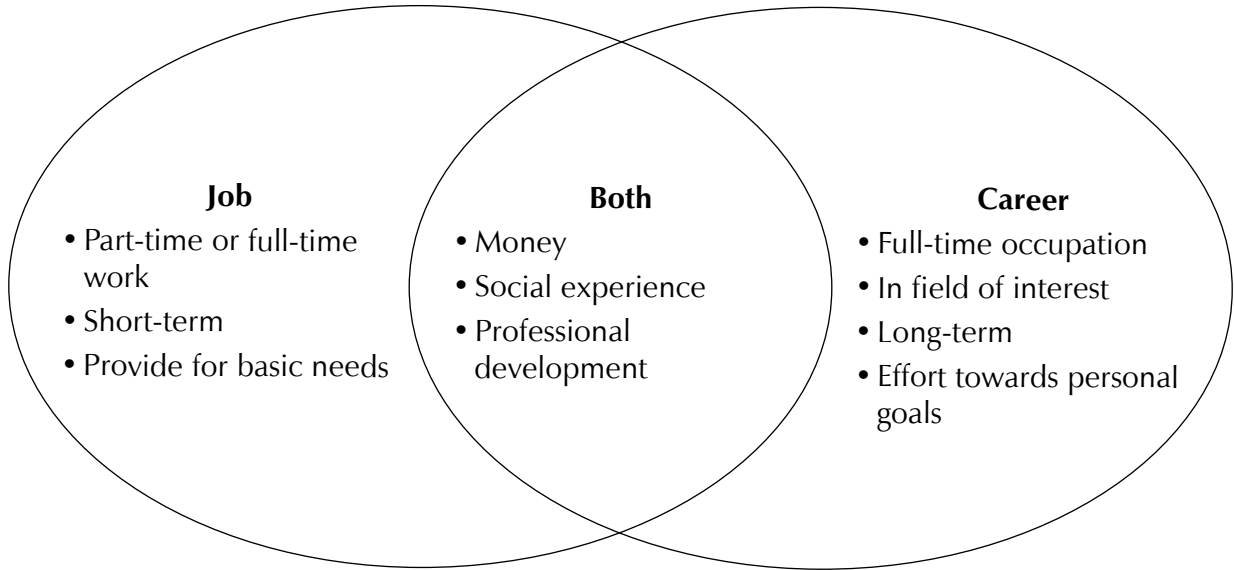 Job
• Part-time or full-time
work
• Short-term
• Provide for basic needs
Both
• Money
• Social experience
• Professional
development
Career
• Full-time occupation
• In field of interest
• Long-term
• Effort towards personal
goals